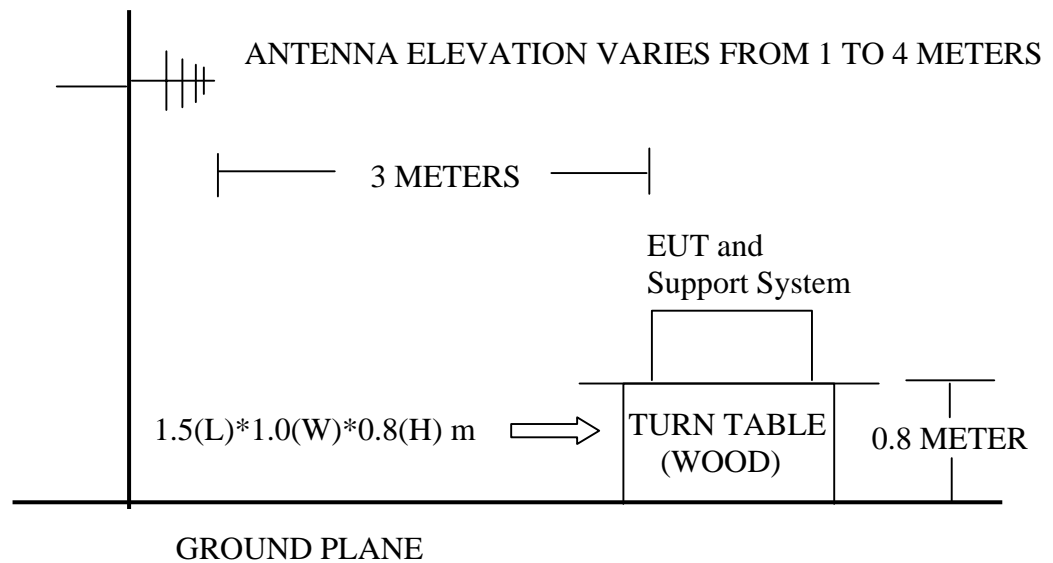 ANTENNA ELEVATION VARIES FROM 1 TO 4 METERS
3 METERS
EUT and
Support System
1.5(L)*1.0(W)*0.8(H) m
TURN TABLE
(WOOD)
0.8 METER
GROUND PLANE